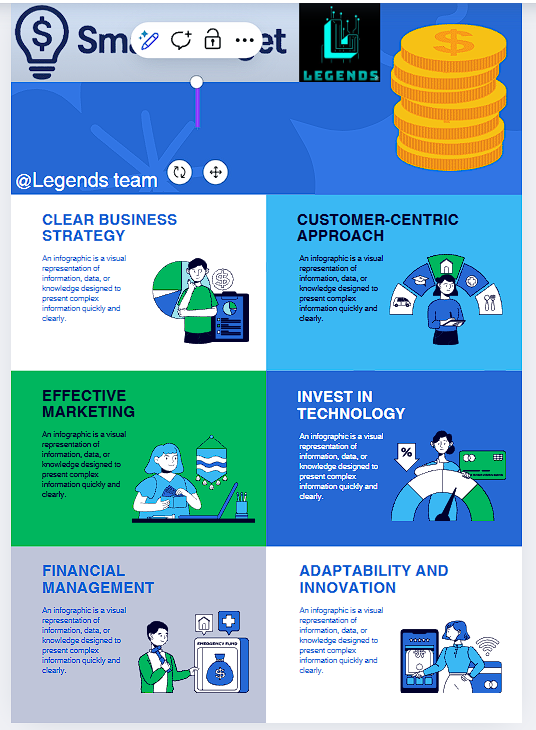 LEGENDS
@Legends team
CLEAR BUSINESS
STRATEGY
An infographic is a visual
representation of
information, data, or
knowledge designed to
present complex
information quickly and
clearly.
CUSTOMER-CENTRIC
APPROACH
An infographic is a visual
representation of
information, data, or
knowledge designed to
present complex
information quickly and
clearly.
EFFECTIVE
MARKETING
An infographic is a visual
representation of
information, data, or
knowledge designed to
present complex
information quickly and
clearly.
INVEST IN
TECHNOLOGY
An infographic is a visual
representation of
information, data, or
knowledge designed to
present complex
information quickly and
clearly.
%
FINANCIAL
MANAGEMENT
An infographic is a visual
representation of
information, data, or
knowledge designed to
present complex
information quickly and
clearly.
EMERGENCY FUND
$
ADAPTABILITY AND
INNOVATION
An infographic is a visual
representation of
information, data, or
knowledge designed to
present complex
information quickly and
clearly.